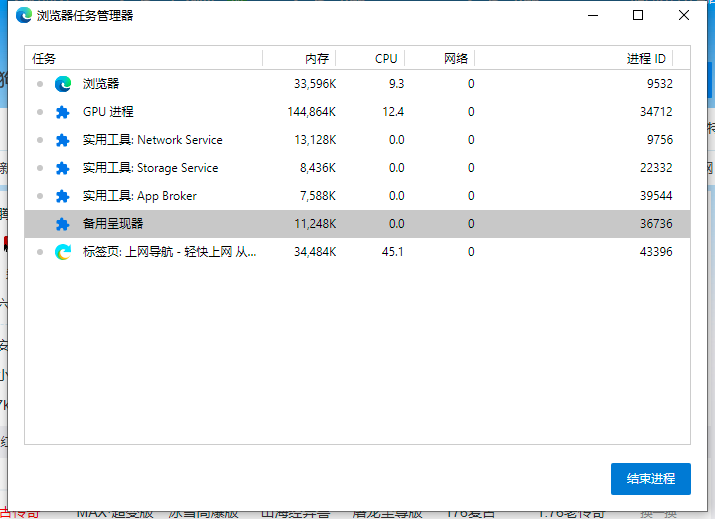 浏览器任务管理器
任务 内存 CPU 网络 进程 ID
浏览器 33,596K 9.3 0 9532
GPU 进程 144,864K 12.4 0 34712
实用工具: Network Service 13,128K 0.0 0 9756
实用工具: Storage Service 8,436K 0.0 0 22332
实用工具: App Broker 7,588K 0.0 0 39544
备用呈现器 11,248K 0.0 0 36736
标签页: 上网导航 - 轻快上网 从... 34,484K 45.1 0 43396
结束进程